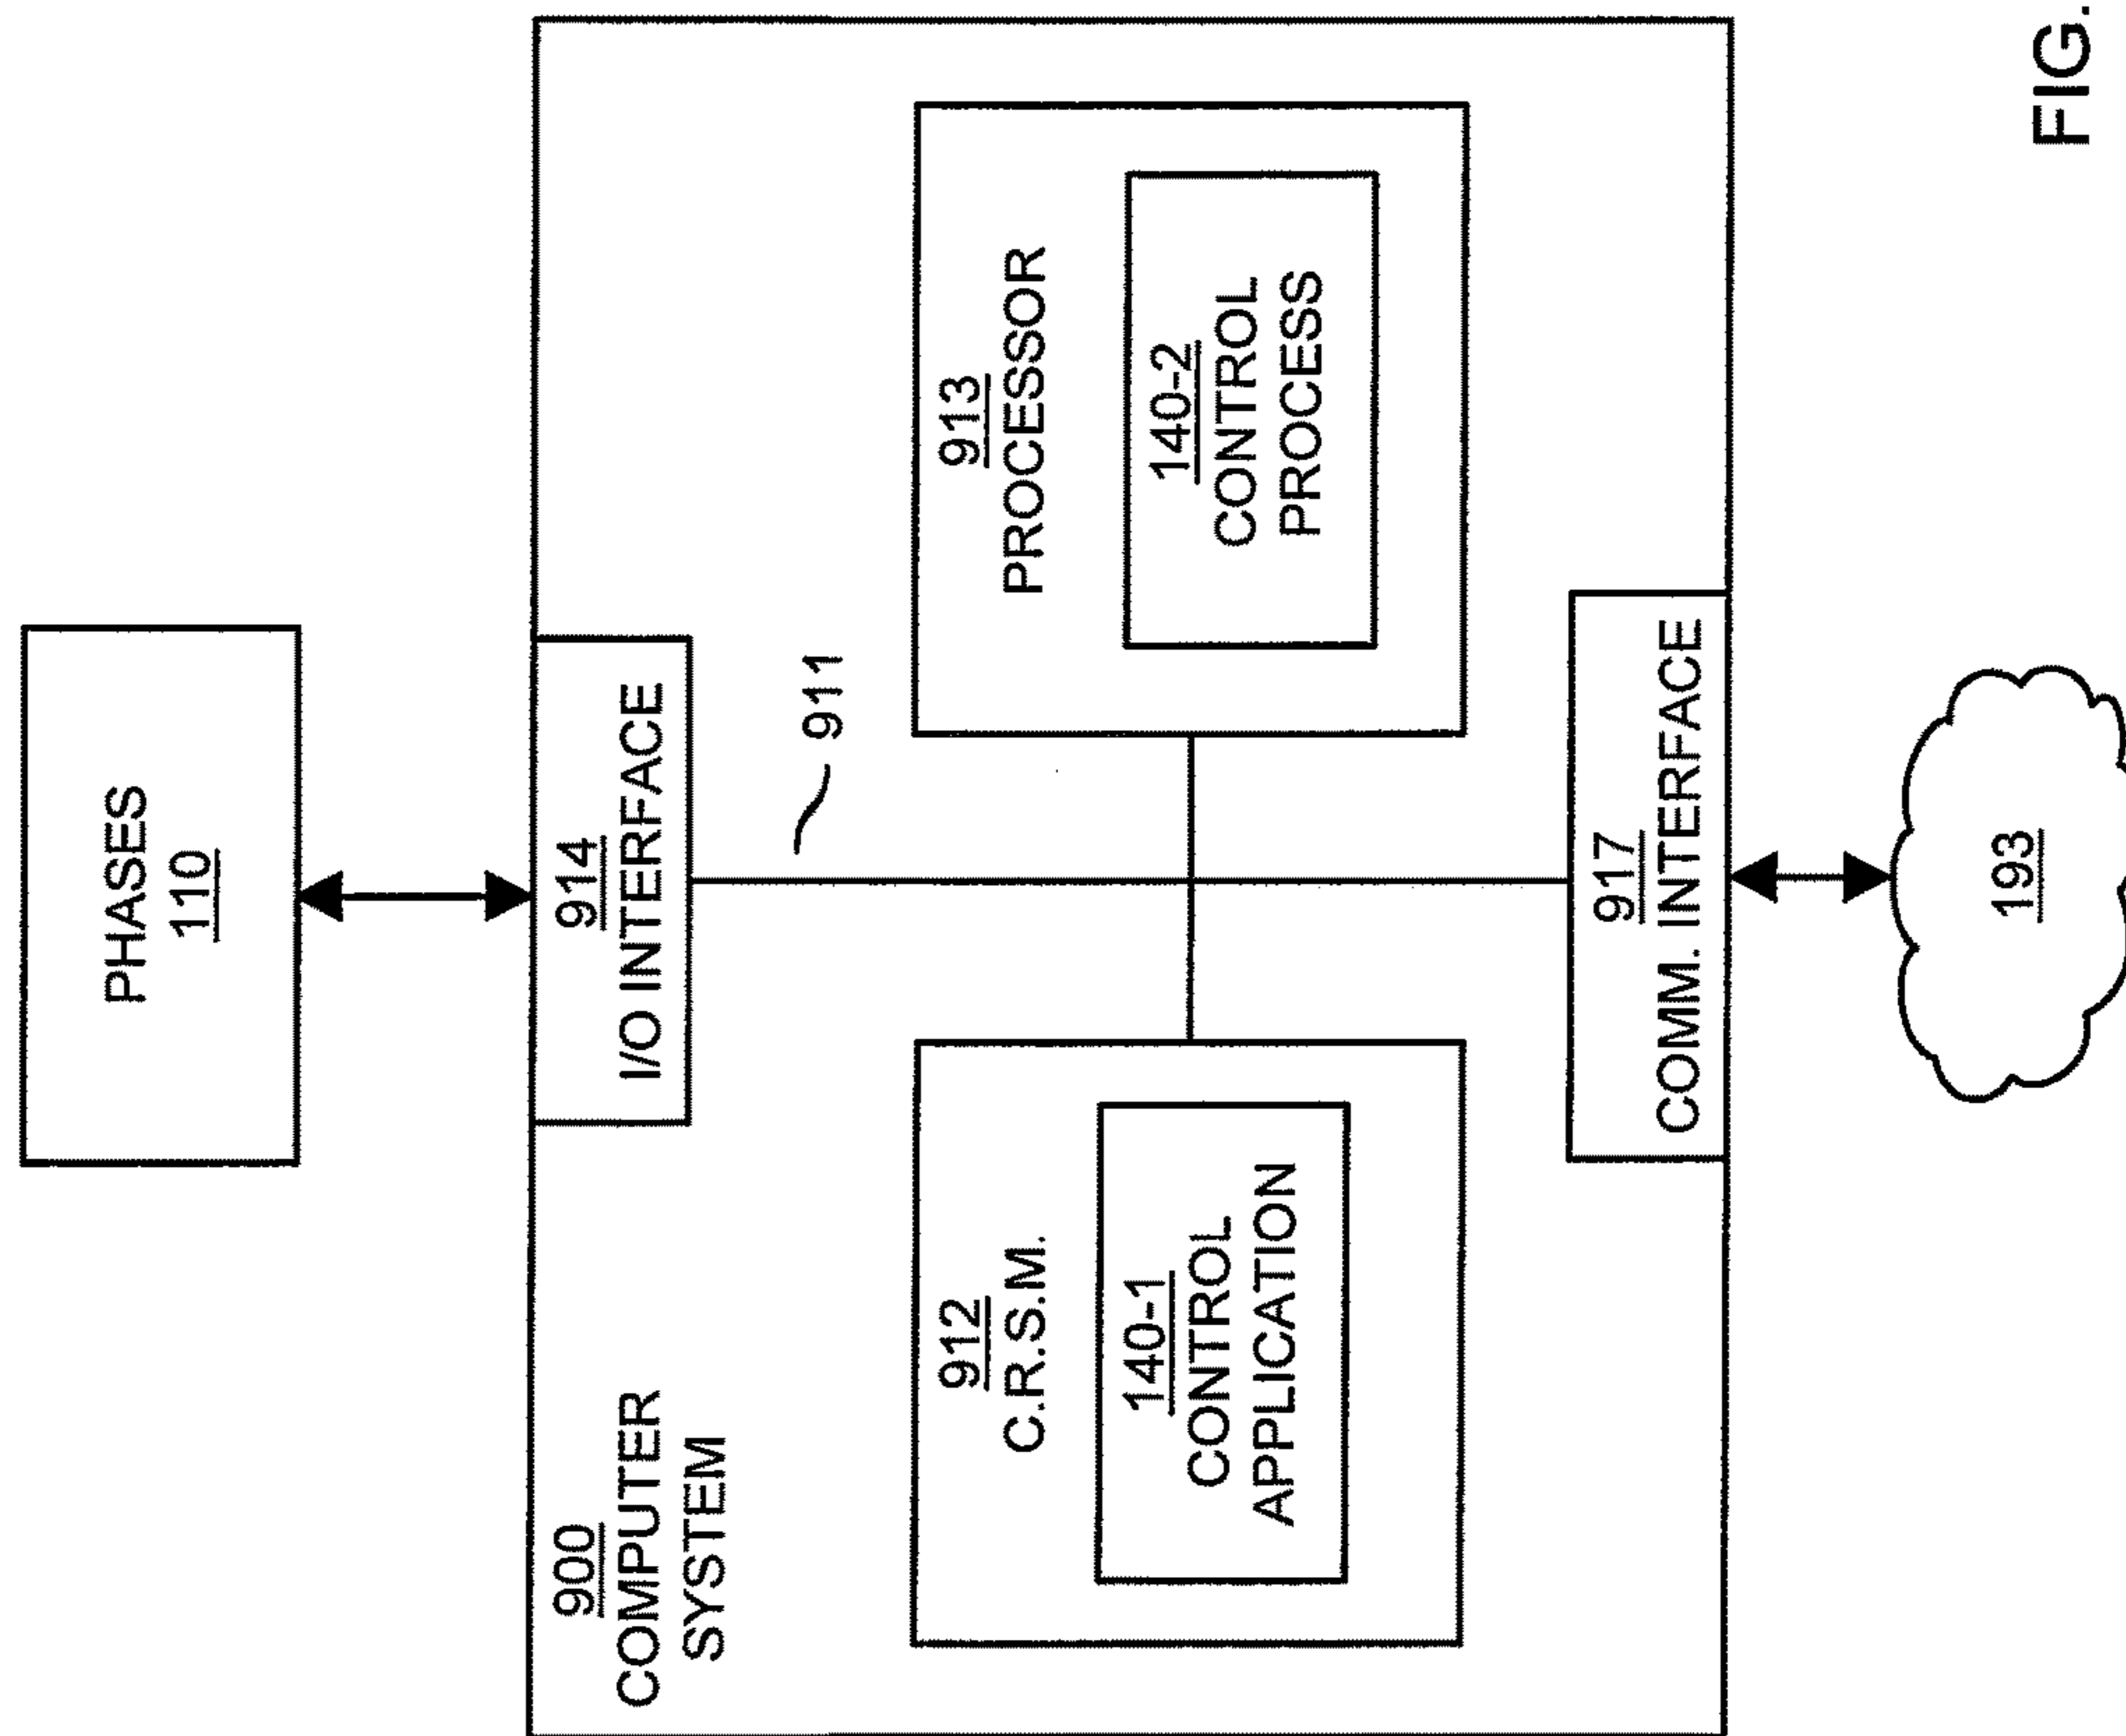 PHASES
110
900
COMPUTER
SYSTEM
914
I/O INTERFACE
911
912
C.R.S.M.
140-1
CONTROL
APPLICATION
913
PROCESSOR
140-2
CONTROL
PROCESS
917
COMM. INTERFACE
193
FIG.